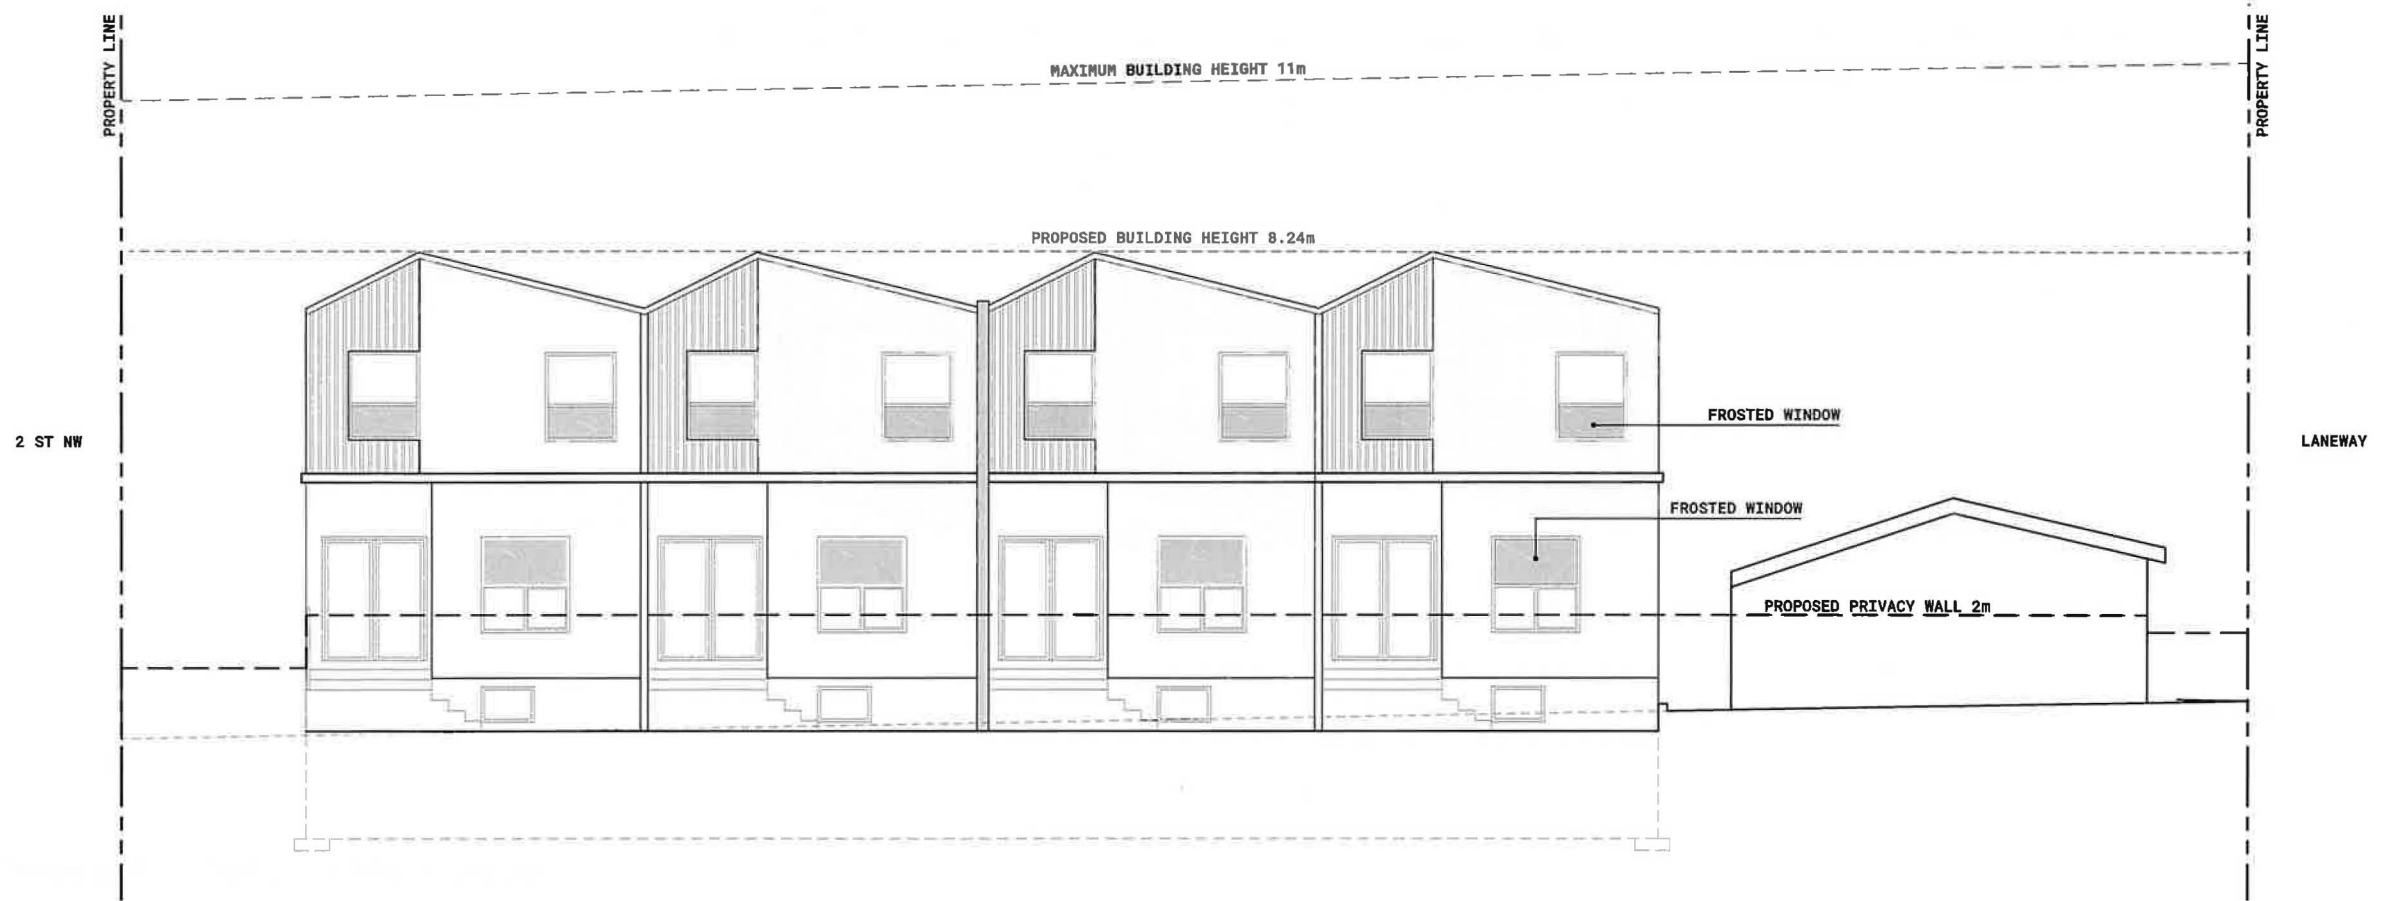 PROPERTY LINE
PROPERTY LINE
MAXIMUM BUILDING HEIGHT 11m
PROPOSED BUILDING HEIGHT 8.24m
FROSTED WINDOW
2 ST NW
LANEWAY
FROSTED WINDOW
PROPOSED PRIVACY WALL 2m